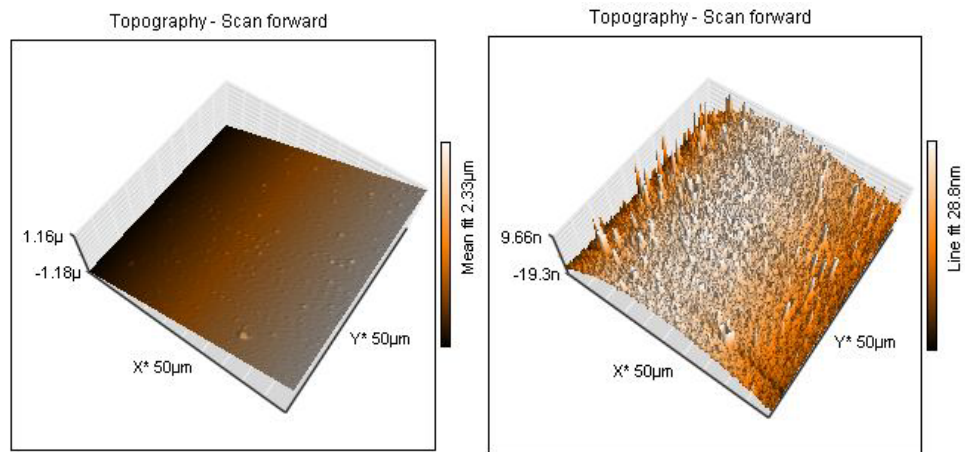 Topography - Scan forward
1.16µ
-1.18µ
X* 50µm
Y* 50µm
Mean fit 2.33µm
Topography - Scan forward
9.66n
-19.3n
X* 50µm
Y* 50µm
Line fit 28.8nm